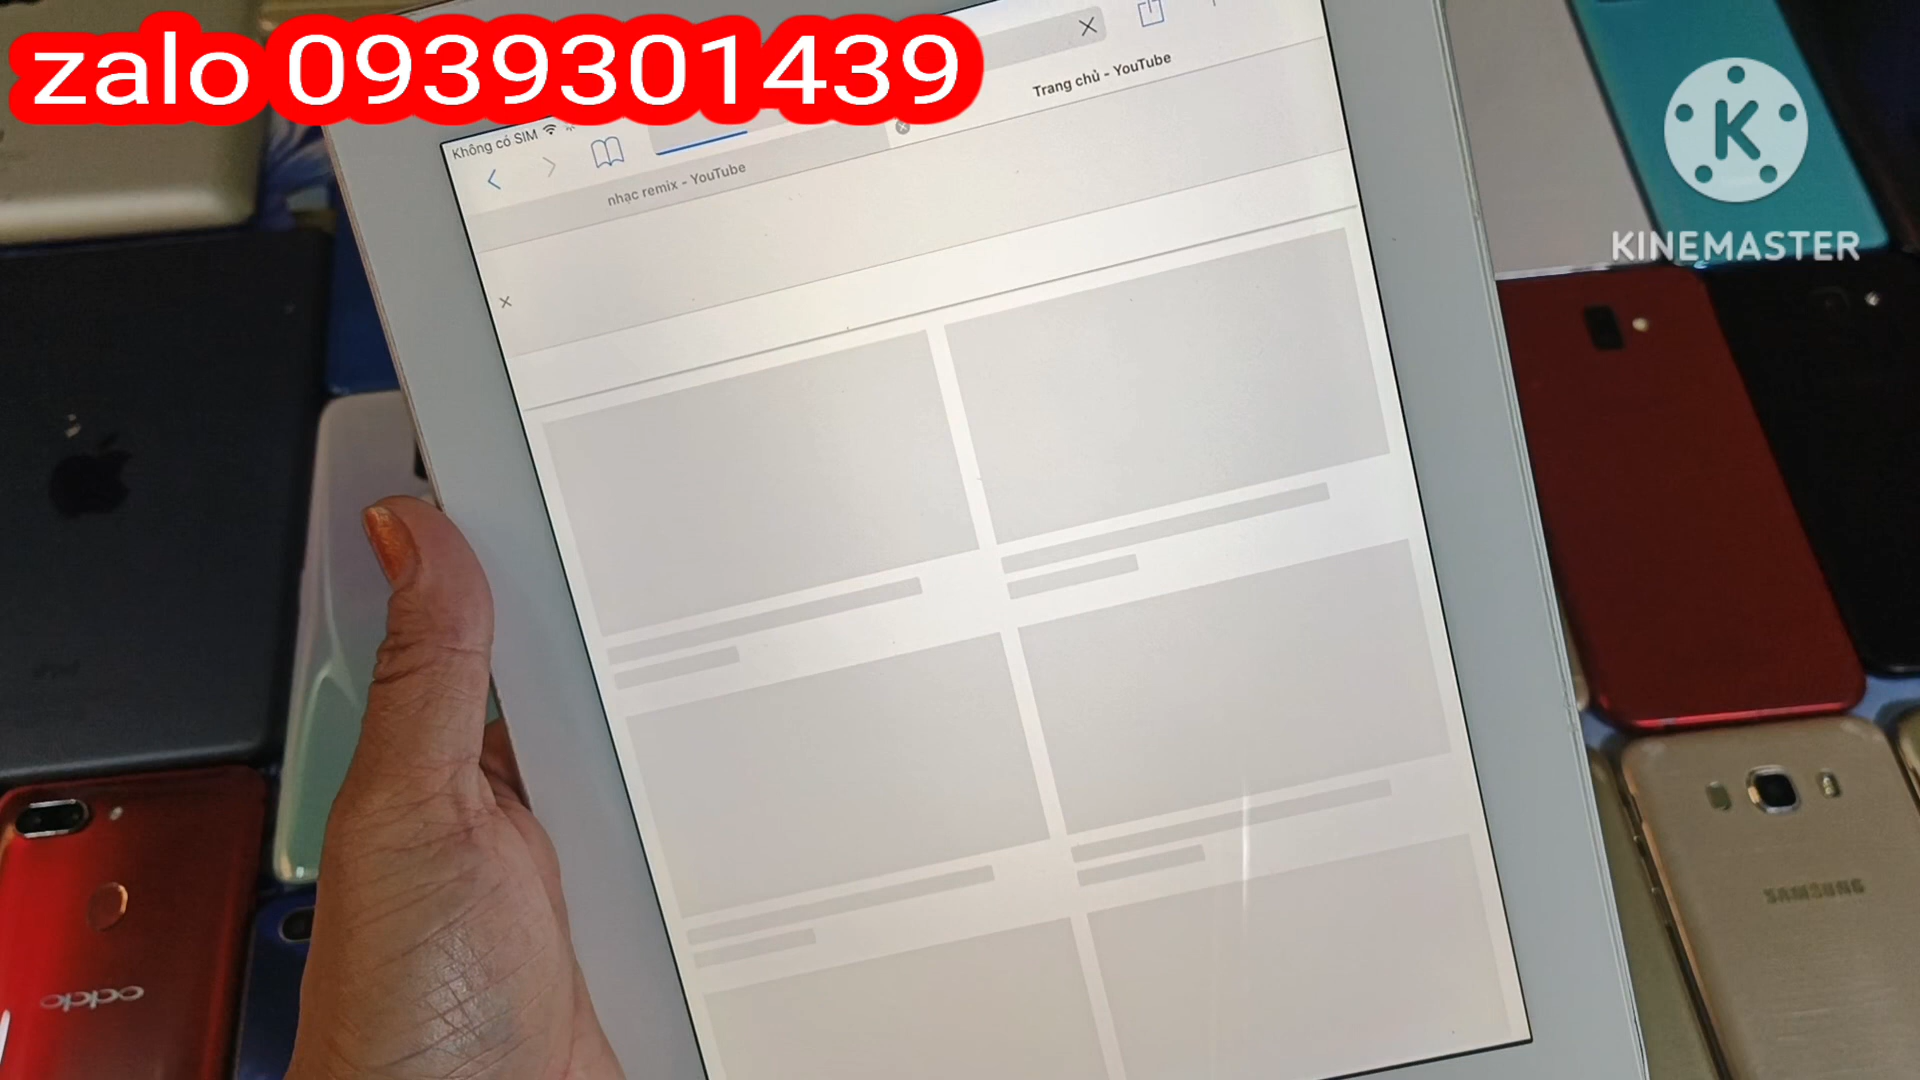 zalo 0939301439
Không có SIM
Trang chủ - YouTube
nhạc remix - YouTube
K
KINEMASTER
oppo
SAMSUNG